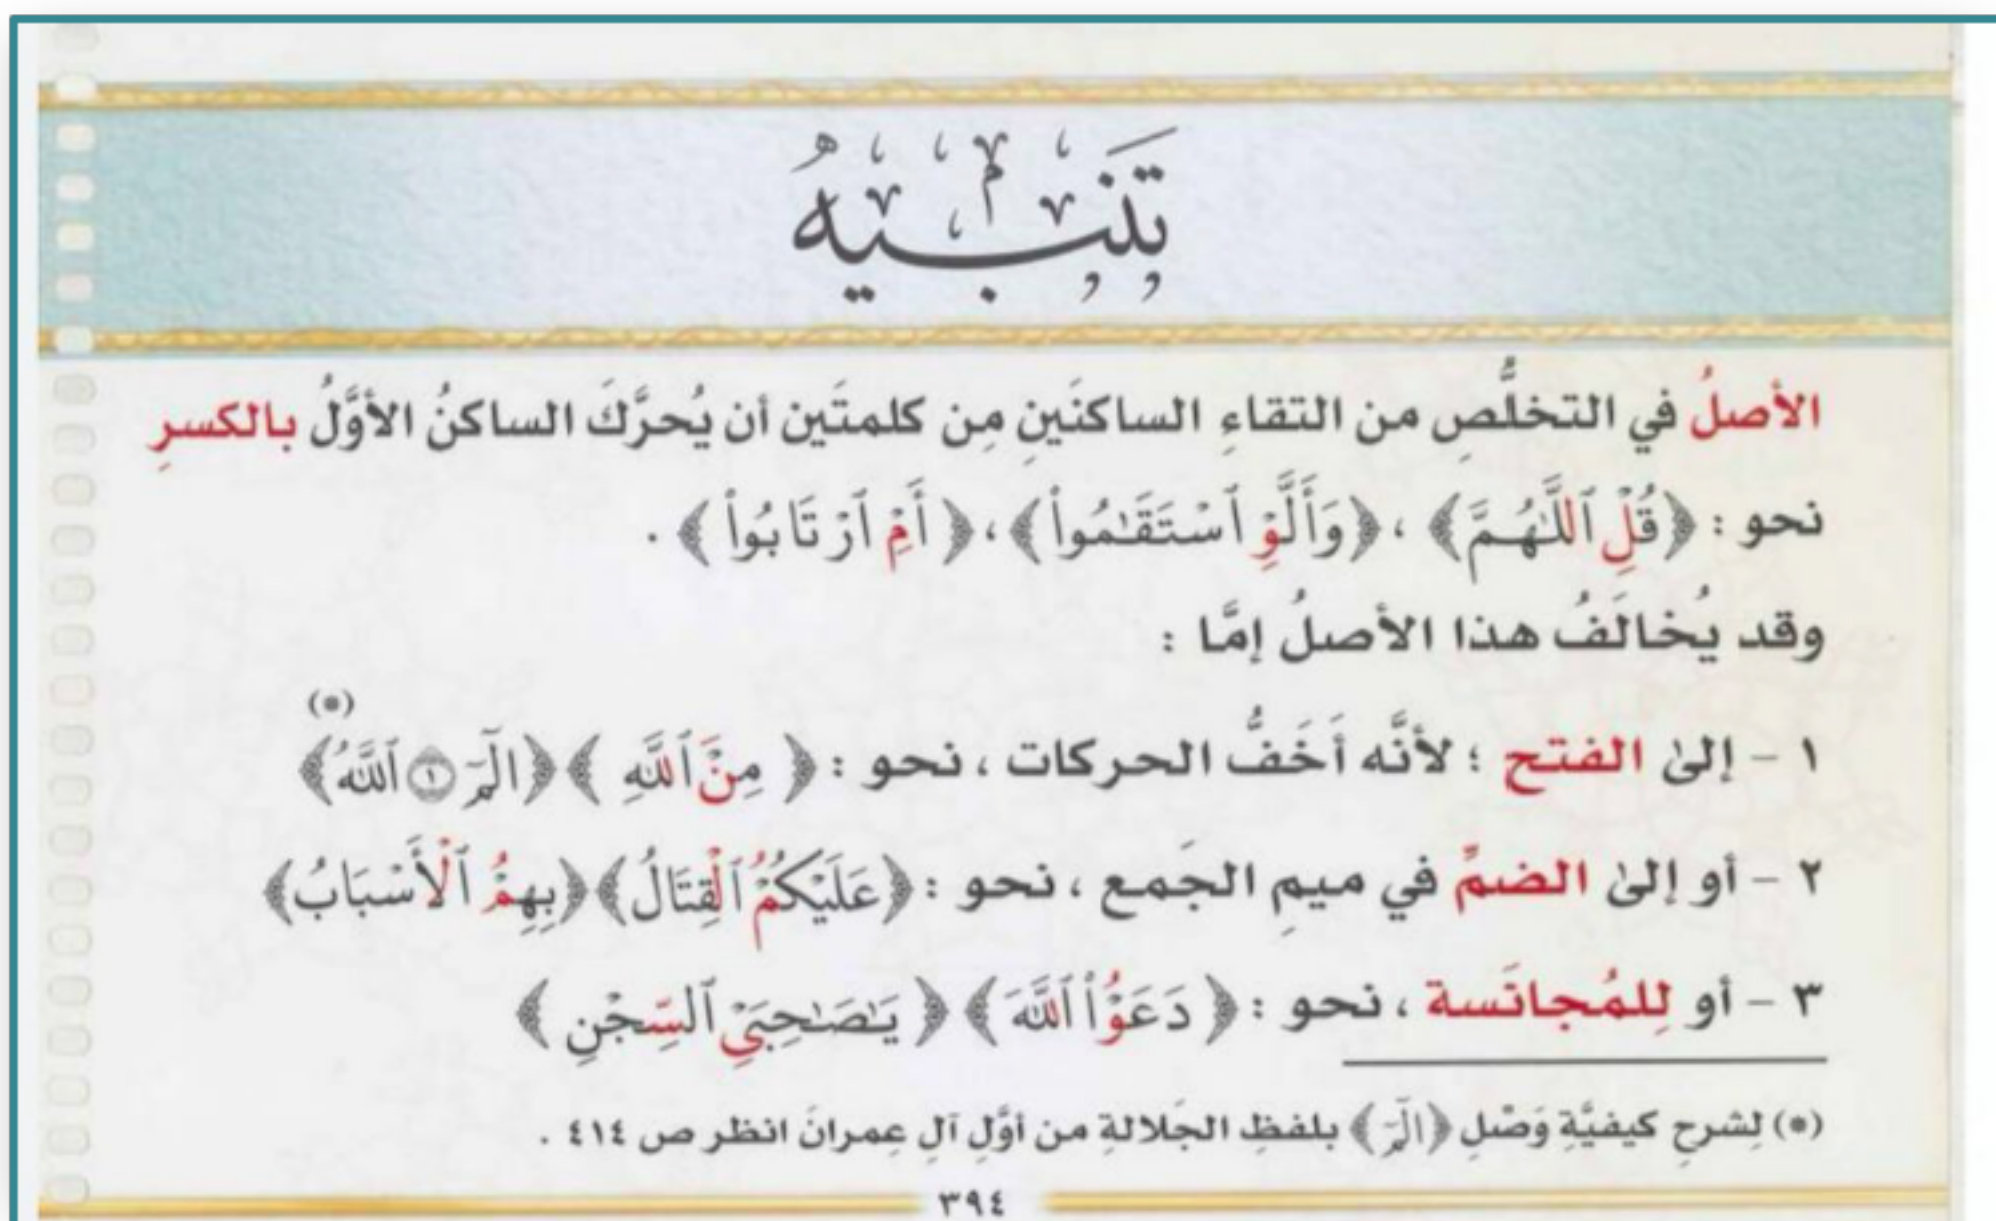 تَنبِيهُ
الأصلُ في التخلُّصِ من التقاءِ الساكنَينِ مِن كلمتَين أن يُحرَّكَ الساكنُ الأوَّلُ بالكسرِ
نحو : ﴿قُلِ ٱللَّهُمَّ﴾ ، ﴿وَأَلَّوِ ٱسْتَقَٰمُوا۟﴾، ﴿أَمِ ٱرْتَابُوا۟﴾ .
وقد يُخالَفُ هذا الأصلُ إمَّا :
١ - إلىٰ الفتح ؛ لأنَّه أَخَفُّ الحركات ، نحو : ﴿مِنَ ٱللَّهِ﴾ ﴿الٓمٓ ١ ٱللَّهُ﴾ (*)
٢ - أو إلىٰ الضمِّ في ميمِ الجَمع ، نحو : ﴿عَلَيْكُمُ ٱلْقِتَالُ﴾ ﴿بِهِمُ ٱلْأَسْبَابُ﴾
٣ - أو لِلمُجانَسة ، نحو : ﴿دَعَوُا۟ ٱللَّهَ﴾ ﴿يَٰصَٰحِبَىِ ٱلسِّجْنِ﴾
(*) لِشرحِ كيفيَّةِ وَصْلِ ﴿الٓمٓ﴾ بلفظِ الجَلالةِ من أوَّلِ آلِ عِمرانَ انظر ص ٤١٤ .
٣٩٤